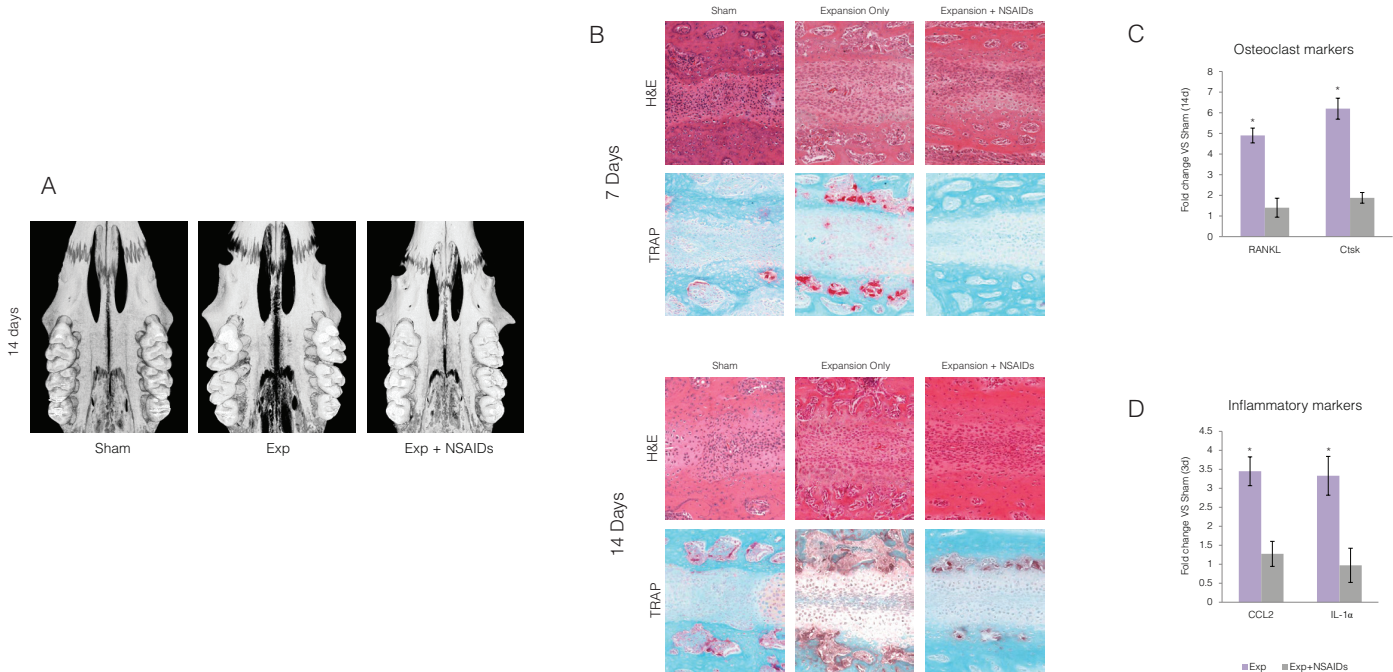 A
14 days
Sham
Exp
Exp + NSAIDs
B
Sham
Expansion Only
Expansion + NSAIDs
7 Days
H&E
TRAP
Sham
Expansion Only
Expansion + NSAIDs
14 Days
H&E
TRAP
C
Osteoclast markers
Fold change VS Sham (14d)
8
7
6
5
4
3
2
1
0
*
*
RANKL
Ctsk
D
Inflammatory markers
Fold change VS Sham (3d)
4.5
4
3.5
3
2.5
2
1.5
1
0.5
0
*
*
CCL2
IL-1α
Exp
Exp+NSAIDs